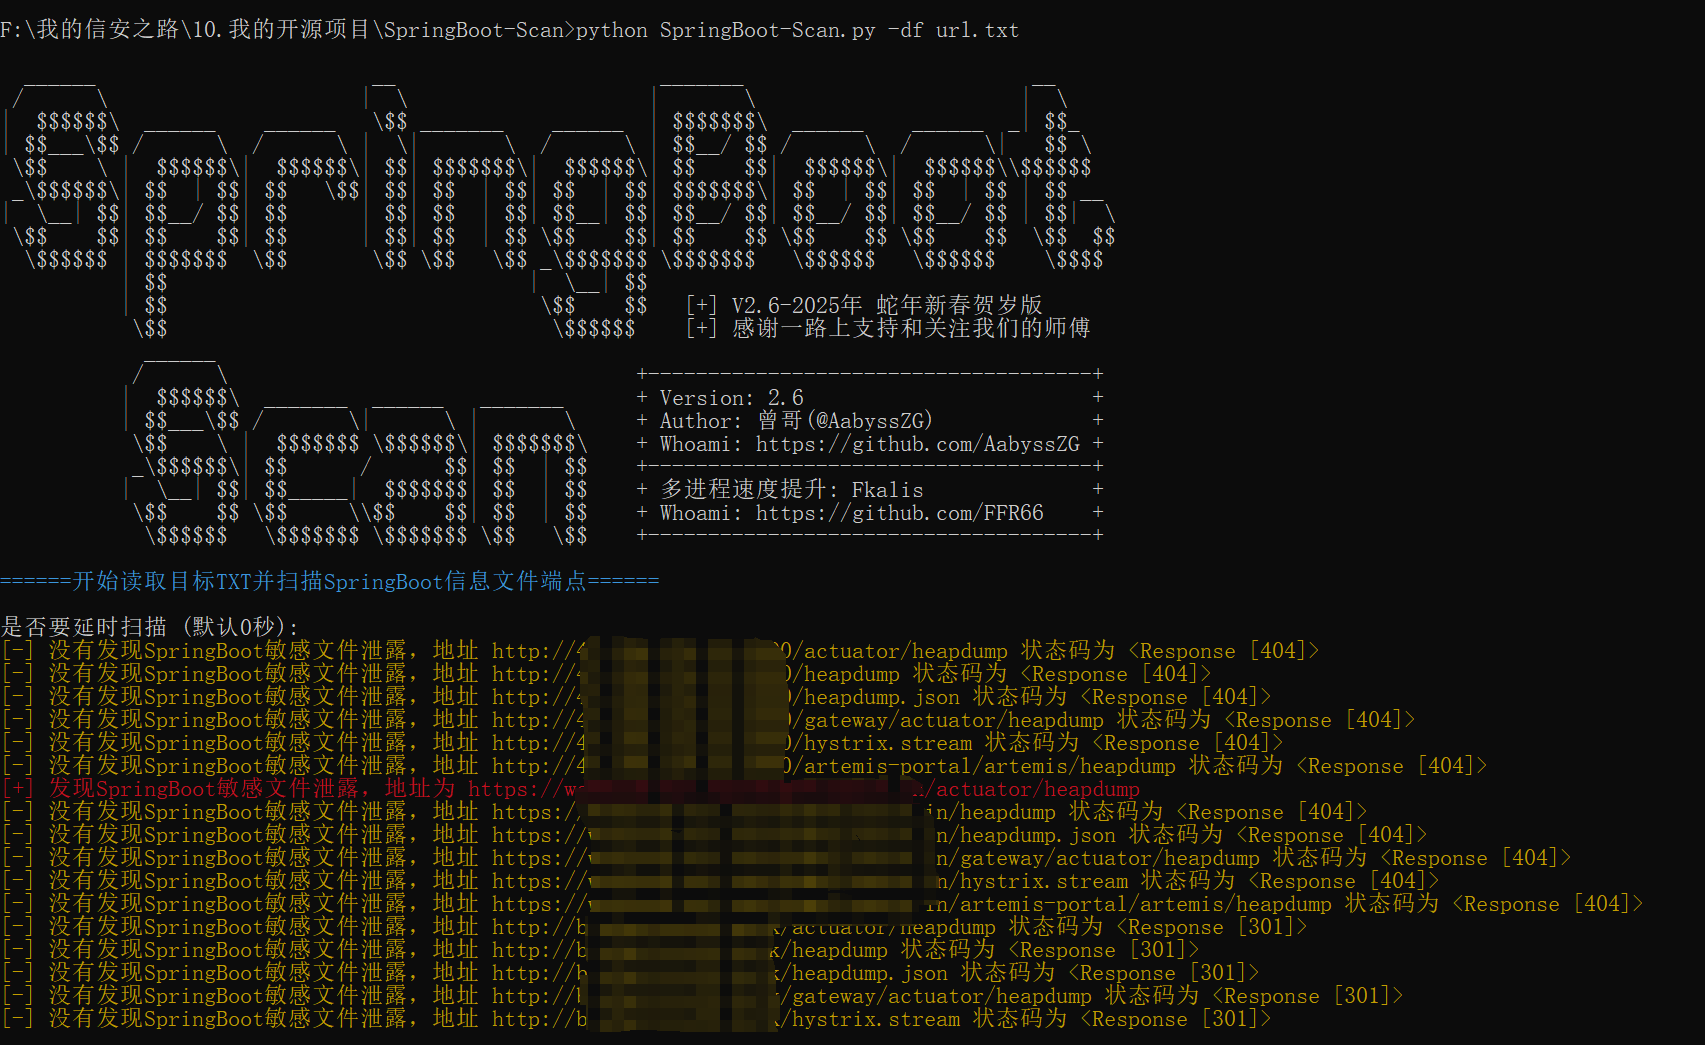 F:\我的信安之路\10.我的开源项目\SpringBoot-Scan>python SpringBoot-Scan.py -df url.txt
SpringBoot
[+] V2.6-2025年 蛇年新春贺岁版
[+] 感谢一路上支持和关注我们的师傅
Scan
+-------------------------------------+
+ Version: 2.6 +
+ Author: 曾哥(@AabyssZG) +
+ Whoami: https://github.com/AabyssZG +
+-------------------------------------+
+ 多进程速度提升: Fkalis +
+ Whoami: https://github.com/FFR66 +
+-------------------------------------+
======开始读取目标TXT并扫描SpringBoot信息文件端点======
是否要延时扫描 (默认0秒):
[-] 没有发现SpringBoot敏感文件泄露，地址 http://4 0/actuator/heapdump 状态码为 <Response [404]>
[-] 没有发现SpringBoot敏感文件泄露，地址 http://4 0/heapdump 状态码为 <Response [404]>
[-] 没有发现SpringBoot敏感文件泄露，地址 http://4 0/heapdump.json 状态码为 <Response [404]>
[-] 没有发现SpringBoot敏感文件泄露，地址 http://4 0/gateway/actuator/heapdump 状态码为 <Response [404]>
[-] 没有发现SpringBoot敏感文件泄露，地址 http://4 0/hystrix.stream 状态码为 <Response [404]>
[-] 没有发现SpringBoot敏感文件泄露，地址 http://4 0/artemis-portal/artemis/heapdump 状态码为 <Response [404]>
[+] 发现SpringBoot敏感文件泄露，地址为 https://wa n/actuator/heapdump
[-] 没有发现SpringBoot敏感文件泄露，地址 https:// in/heapdump 状态码为 <Response [404]>
[-] 没有发现SpringBoot敏感文件泄露，地址 https://w n/heapdump.json 状态码为 <Response [404]>
[-] 没有发现SpringBoot敏感文件泄露，地址 https://w n/gateway/actuator/heapdump 状态码为 <Response [404]>
[-] 没有发现SpringBoot敏感文件泄露，地址 https://w n/hystrix.stream 状态码为 <Response [404]>
[-] 没有发现SpringBoot敏感文件泄露，地址 https://w in/artemis-portal/artemis/heapdump 状态码为 <Response [404]>
[-] 没有发现SpringBoot敏感文件泄露，地址 http://b /actuator/heapdump 状态码为 <Response [301]>
[-] 没有发现SpringBoot敏感文件泄露，地址 http://b k/heapdump 状态码为 <Response [301]>
[-] 没有发现SpringBoot敏感文件泄露，地址 http://b k/heapdump.json 状态码为 <Response [301]>
[-] 没有发现SpringBoot敏感文件泄露，地址 http://b /gateway/actuator/heapdump 状态码为 <Response [301]>
[-] 没有发现SpringBoot敏感文件泄露，地址 http://b /hystrix.stream 状态码为 <Response [301]>